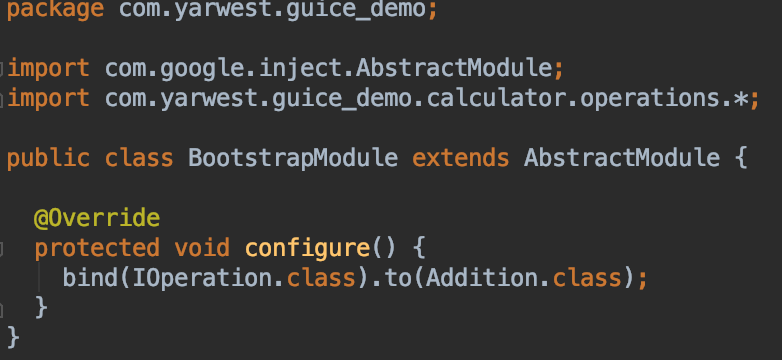 package com.yarwest.guice_demo;
import com.google.inject.AbstractModule;
import com.yarwest.guice_demo.calculator.operations.*;
public class BootstrapModule extends AbstractModule {
@Override
protected void configure() {
bind(IOperation.class).to(Addition.class);
}
}